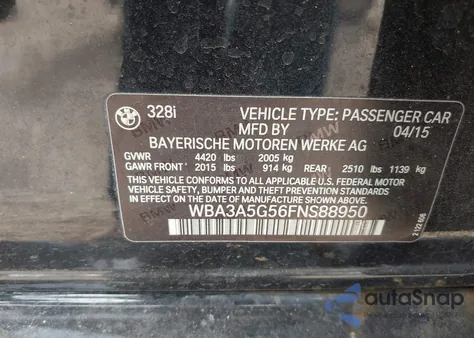 328i VEHICLE TYPE: PASSENGER CAR
MFD BY 04/15
BAYERISCHE MOTOREN WERKE AG
GVWR 4420 lbs 2005 kg
GAWR FRONT 2015 lbs 914 kg REAR 2510 lbs 1139 kg
THIS VEHICLE CONFORMS TO ALL APPLICABLE U.S. FEDERAL MOTOR
VEHICLE SAFETY, BUMPER, AND THEFT PREVENTION STANDARDS
IN EFFECT ON THE DATE OF MANUFACTURE SHOWN ABOVE.
WBA3A5G56FNS88950
autoSnap